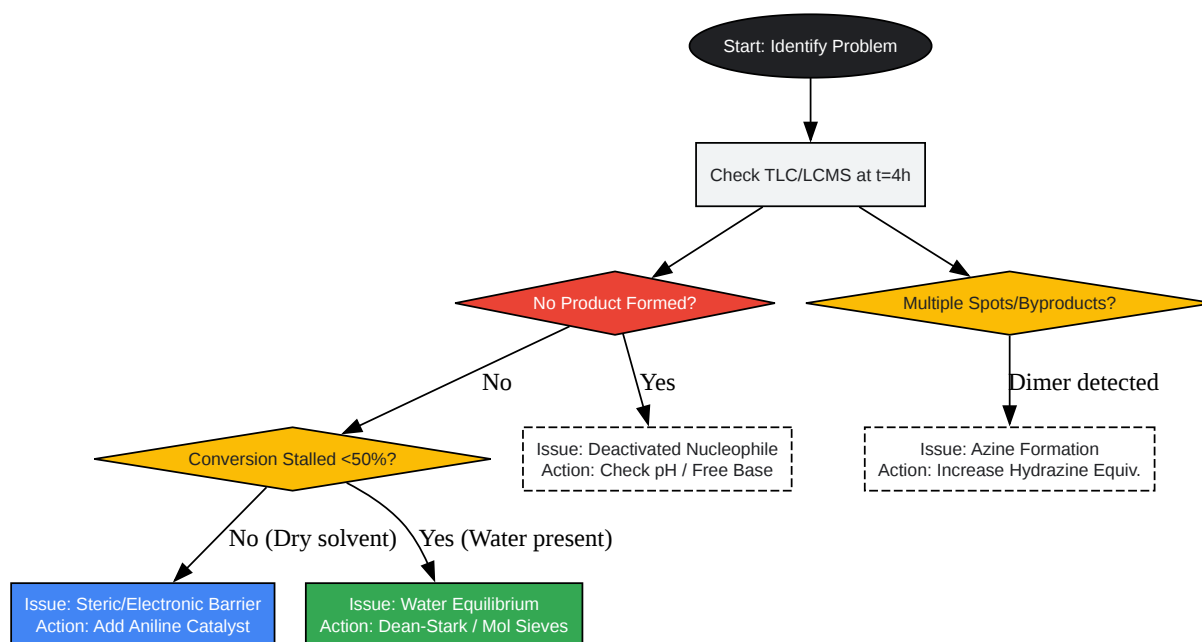 Start: Identify Problem
Check TLC/LCMS at t=4h
No Product Formed?
Multiple Spots/Byproducts?
No
Yes
Dimer detected
Conversion Stalled <50%?
Issue: Deactivated Nucleophile
Action: Check pH / Free Base
Issue: Azine Formation
Action: Increase Hydrazine Equiv.
No (Dry solvent)
Yes (Water present)
Issue: Steric/Electronic Barrier
Action: Add Aniline Catalyst
Issue: Water Equilibrium
Action: Dean-Stark / Mol Sieves